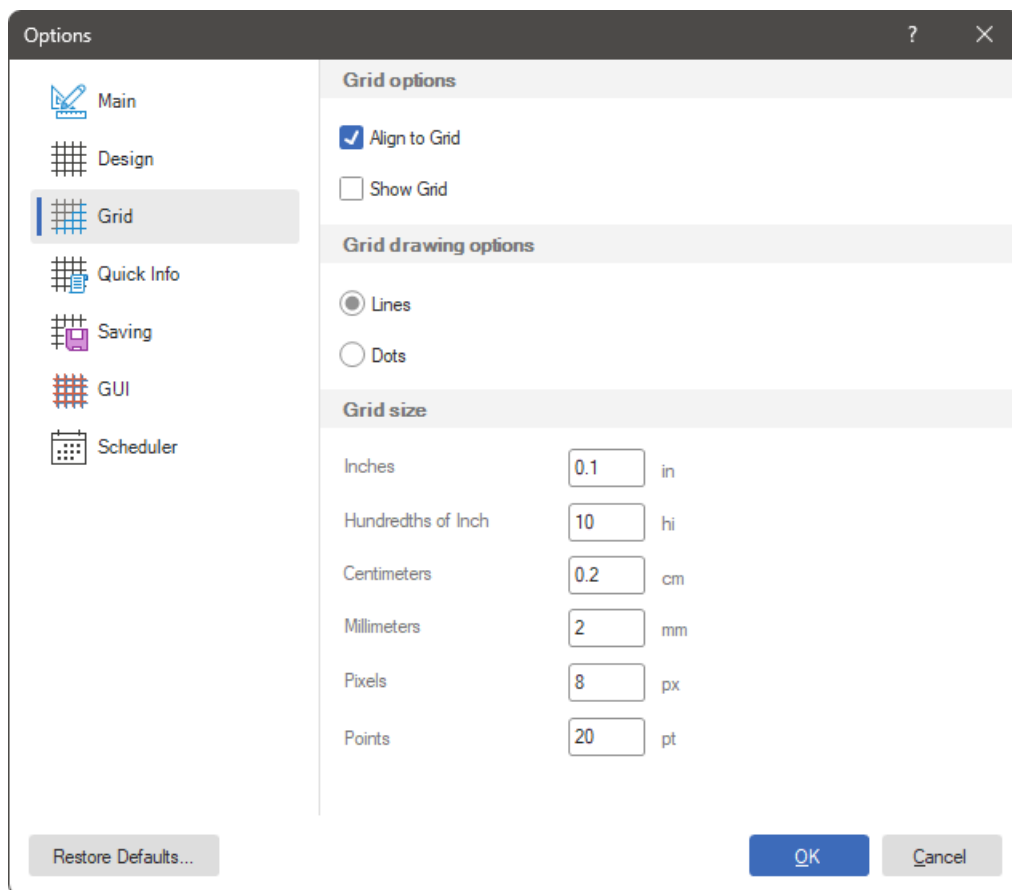 Options ?
Main
Design
Grid
Quick Info
Saving
GUI
Scheduler
Grid options
Align to Grid
Show Grid
Grid drawing options
Lines
Dots
Grid size
Inches 0.1 in
Hundredths of Inch 10 hi
Centimeters 0.2 cm
Millimeters 2 mm
Pixels 8 px
Points 20 pt
Restore Defaults... OK Cancel